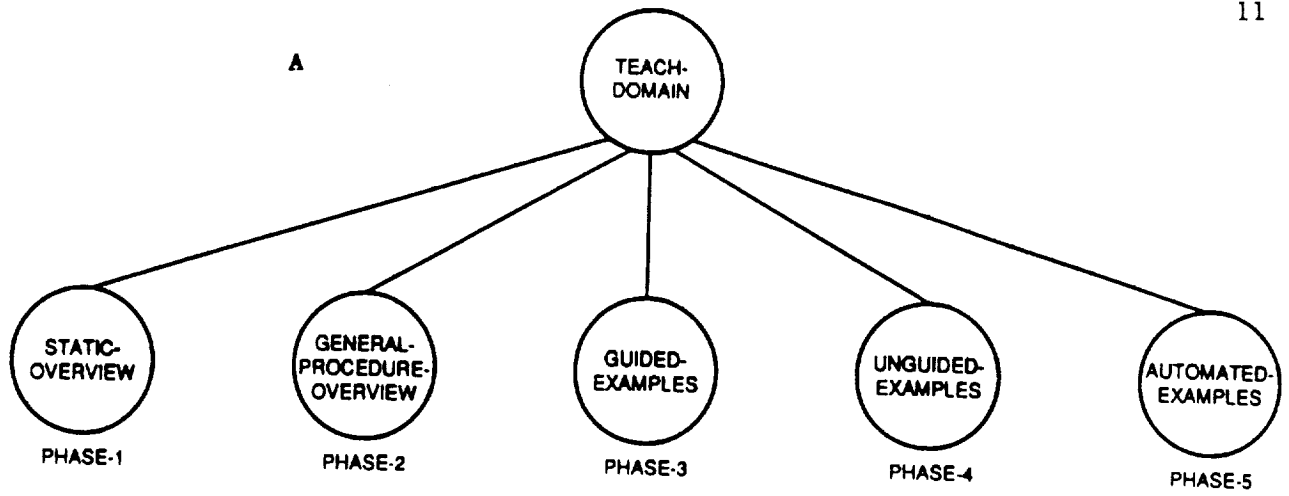 11
A
TEACH-
DOMAIN
STATIC-
OVERVIEW
PHASE-1
GENERAL-
PROCEDURE-
OVERVIEW
PHASE-2
GUIDED-
EXAMPLES
PHASE-3
UNGUIDED-
EXAMPLES
PHASE-4
AUTOMATED-
EXAMPLES
PHASE-5